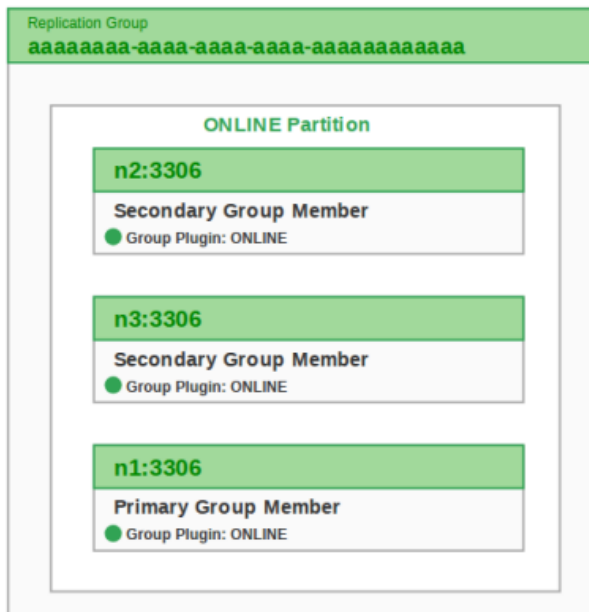 Replication Group
aaaaaaaa-aaaa-aaaa-aaaa-aaaaaaaaaaaa
ONLINE Partition
n2:3306
Secondary Group Member
Group Plugin: ONLINE
n3:3306
Secondary Group Member
Group Plugin: ONLINE
n1:3306
Primary Group Member
Group Plugin: ONLINE